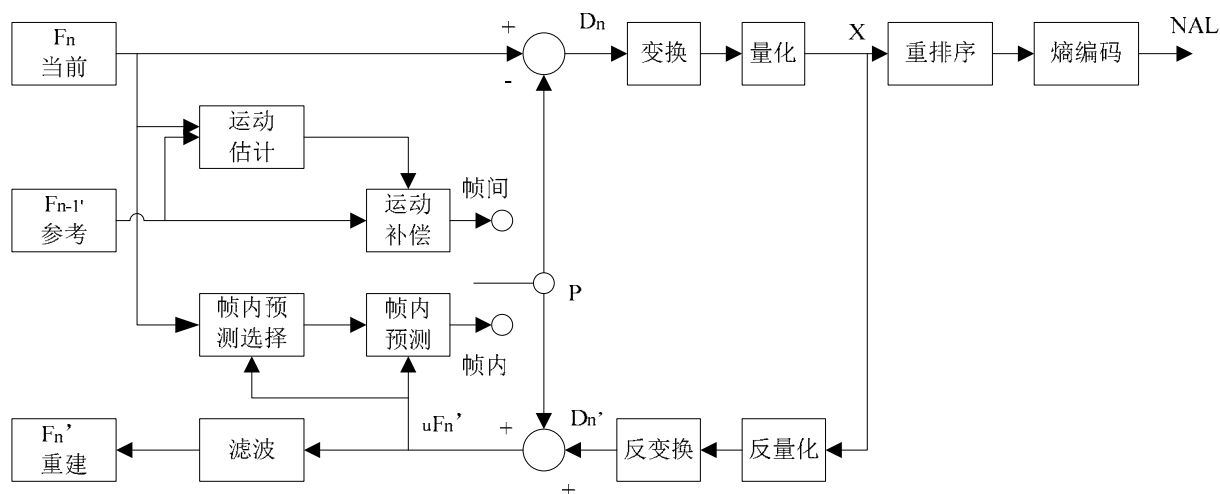 Fn
当前
+
-
Dn
变换
量化
X
重排序
熵编码
NAL
运动
估计
Fn-1'
参考
运动
补偿
帧间
P
帧内预
测选择
帧内
预测
帧内
Fn’
重建
滤波
uFn’
+
+
Dn’
反变换
反量化